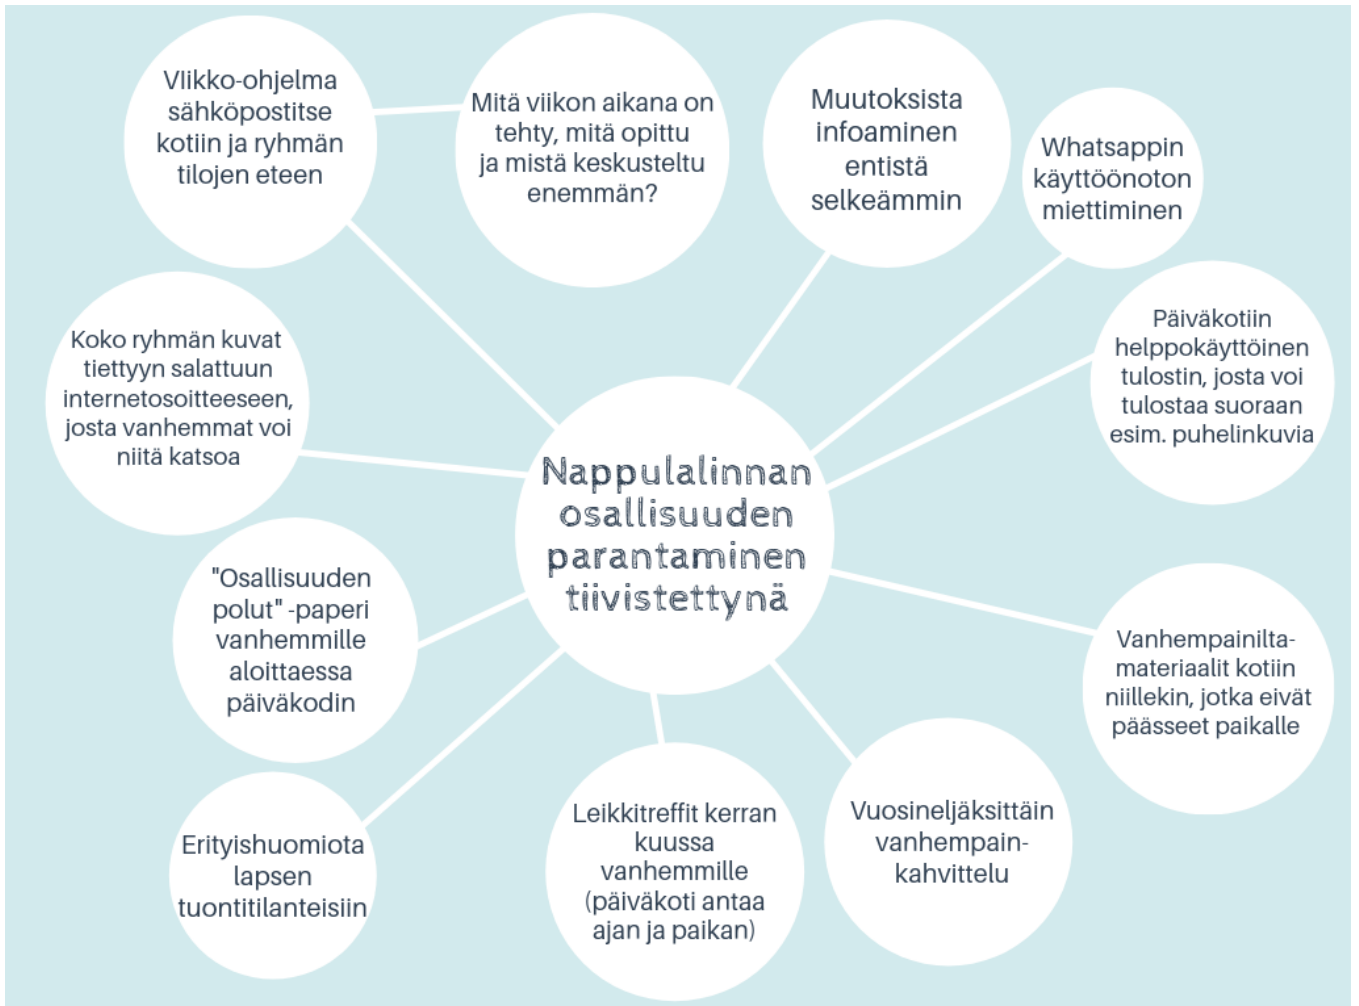 VIikko-ohjelma
sähköpostitse
kotiin ja ryhmän
tilojen eteen
Mitä viikon aikana on
tehty, mitä opittu
ja mistä keskusteltu
enemmän?
Muutoksista
infoaminen
entistä
selkeämmin
Whatsappin
käyttöönoton
miettiminen
Päiväkotiin
helppokäyttöinen
tulostin, josta voi
tulostaa suoraan
esim. puhelinkuvia
Koko ryhmän kuvat
tiettyyn salattuun
internetosoitteeseen,
josta vanhemmat voi
niitä katsoa
Nappulalinnan
osallisuuden
parantaminen
tiivistettynä
"Osallisuuden
polut" -paperi
vanhemmille
aloittaessa
päiväkodin
Vanhempainilta-
materiaalit kotiin
niillekin, jotka eivät
päässeet paikalle
Erityishuomiota
lapsen
tuontitilanteisiin
Leikkitreffit kerran
kuussa
vanhemmille
(päiväkoti antaa
ajan ja paikan)
Vuosineljäksittäin
vanhempain-
kahvittelu